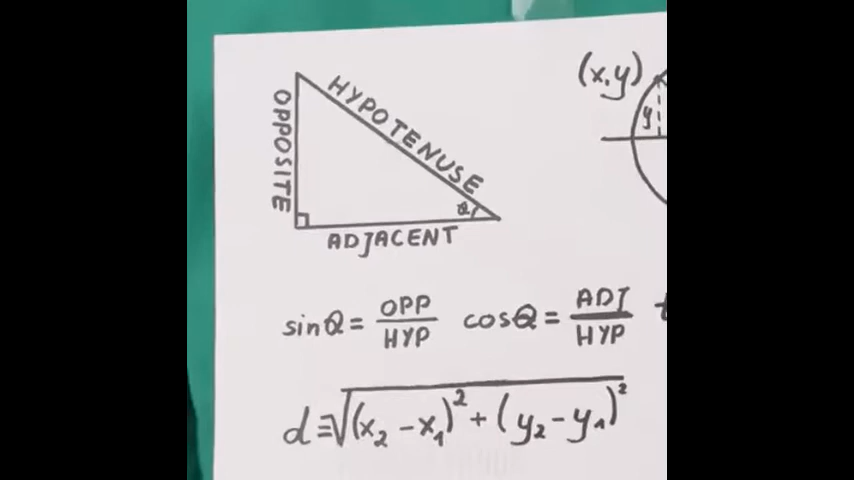 OPPOSITE
HYPOTENUSE
θ
ADJACENT
(x,y)
y
sinθ = OPP/HYP cosθ = ADJ/HYP t
d=√(x₂-x₁)²+(y₂-y₁)²